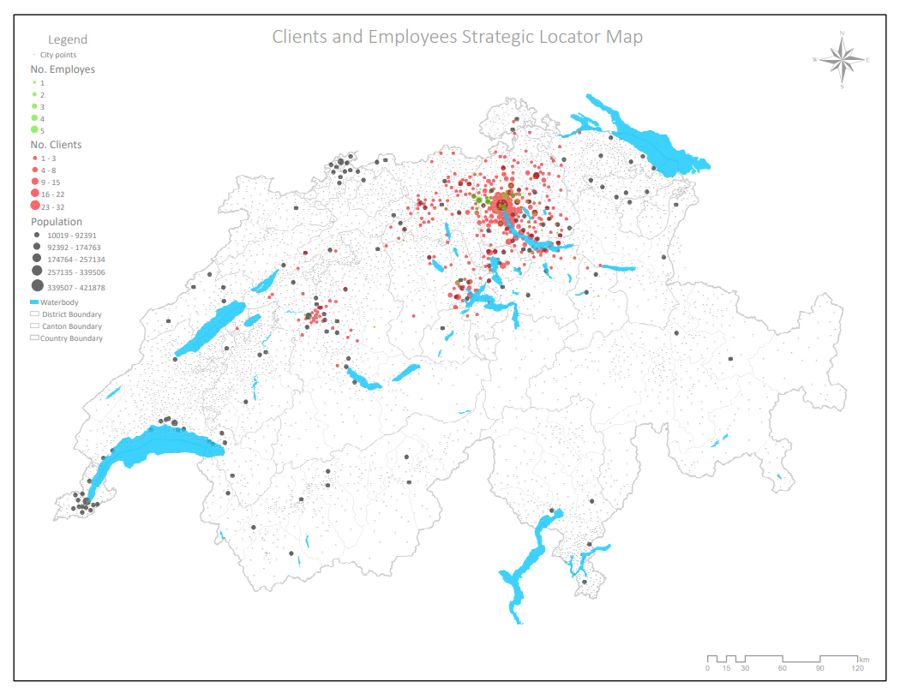 Clients and Employees Strategic Locator Map
N
W
E
S
Legend
City points
No. Employes
1
2
3
4
5
No. Clients
1 - 3
4 - 8
9 - 15
16 - 22
23 - 32
Population
10019 - 92391
92392 - 174763
174764 - 257134
257135 - 339506
339507 - 421878
Waterbody
District Boundary
Canton Boundary
Country Boundary
km
0 15 30 60 90 120